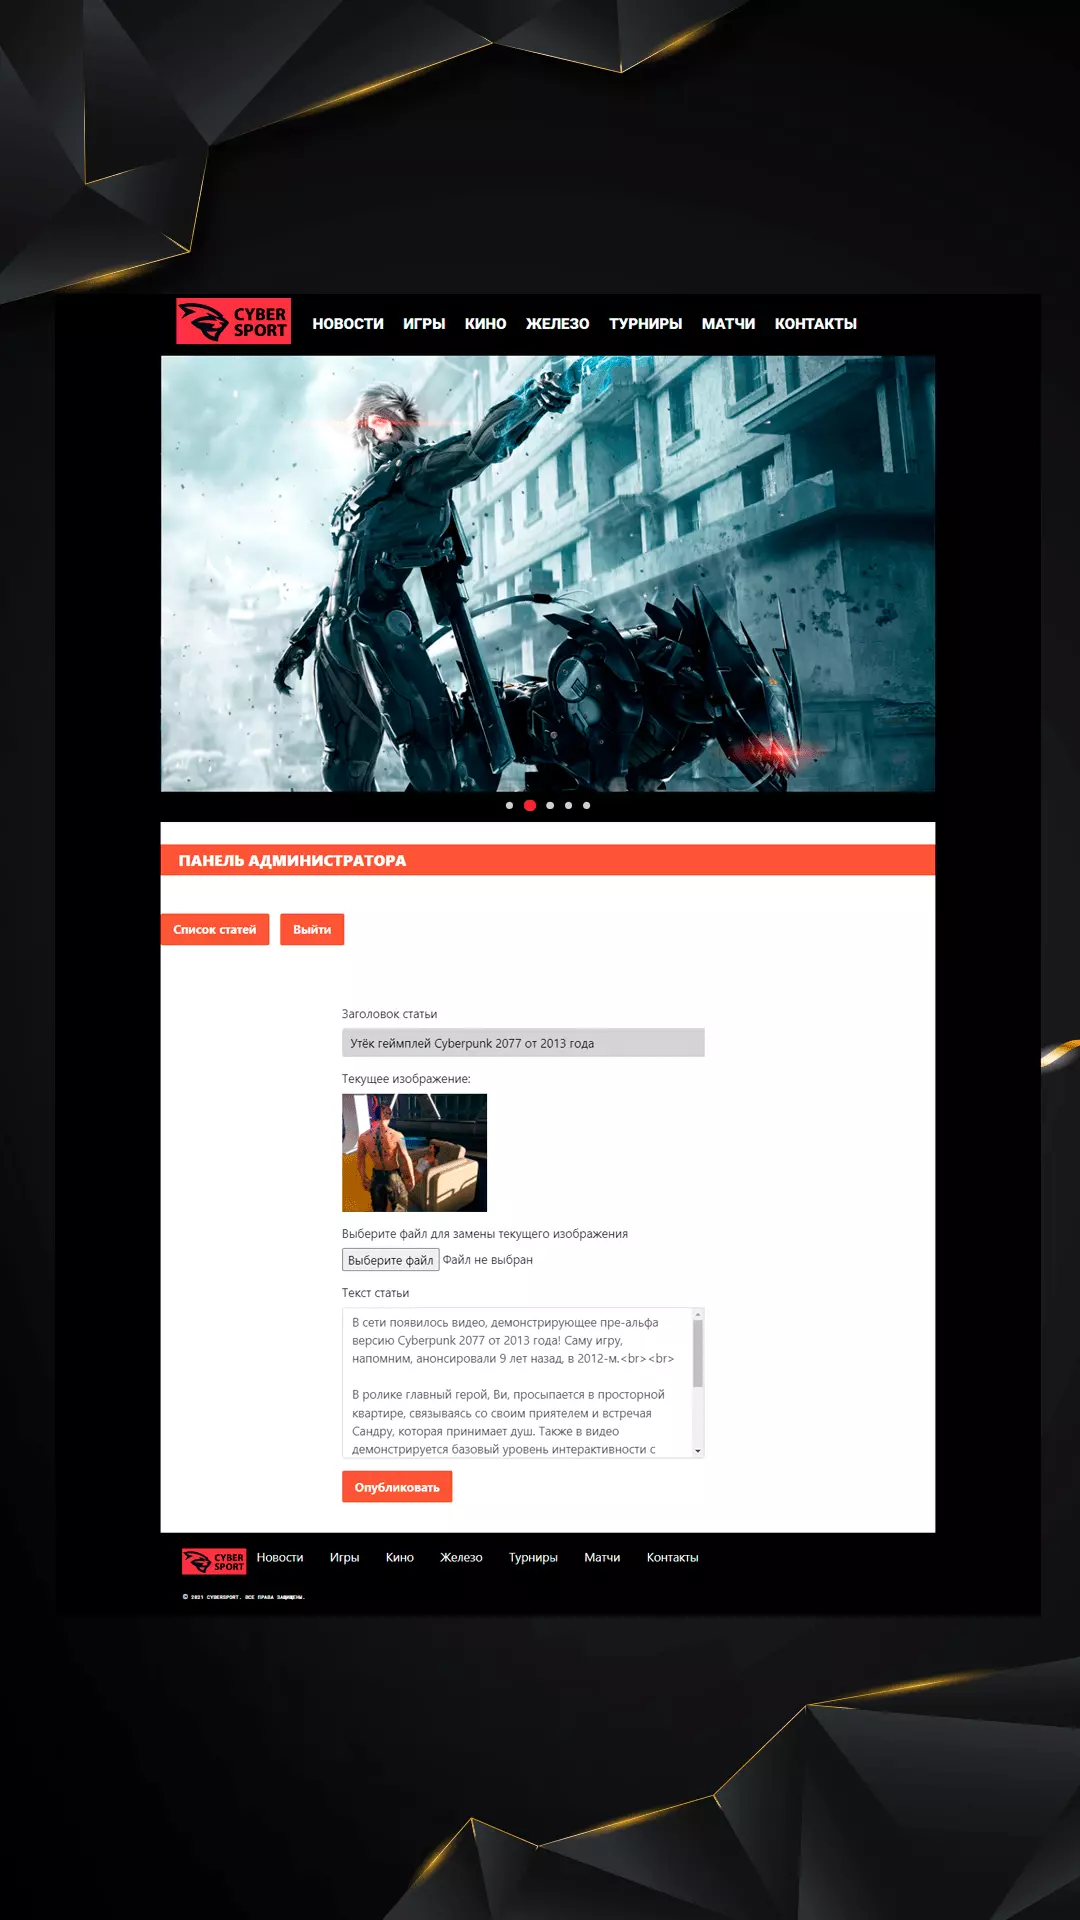 CYBER
SPORT
НОВОСТИ ИГРЫ КИНО ЖЕЛЕЗО ТУРНИРЫ МАТЧИ КОНТАКТЫ
ПАНЕЛЬ АДМИНИСТРАТОРА
Список статей Выйти
Заголовок статьи
Утёк геймплей Cyberpunk 2077 от 2013 года
Текущее изображение:
Выберите файл для замены текущего изображения
Выберите файл Файл не выбран
Текст статьи
В сети появилось видео, демонстрирующее пре-альфа
версию Cyberpunk 2077 от 2013 года! Саму игру,
напомним, анонсировали 9 лет назад, в 2012-м.<br><br>
В ролике главный герой, Ви, просыпается в просторной
квартире, связываясь со своим приятелем и встречая
Сандру, которая принимает душ. Также в видео
демонстрируется базовый уровень интерактивности с
Опубликовать
CYBER
SPORT
Новости Игры Кино Железо Турниры Матчи Контакты
© 2021 CYBERSPORT. ВСЕ ПРАВА ЗАЩИЩЕНЫ.